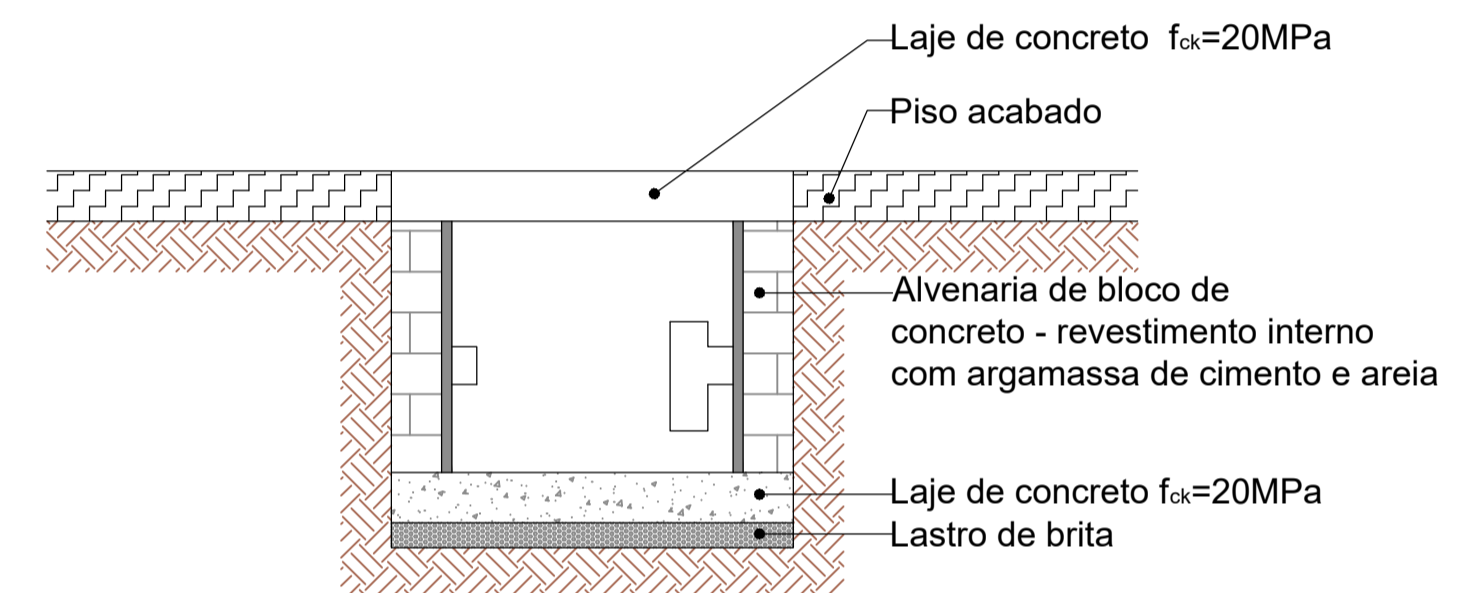 Laje de concreto fck=20MPa
Piso acabado
Alvenaria de bloco de
concreto - revestimento interno
com argamassa de cimento e areia
Laje de concreto fck=20MPa
Lastro de brita